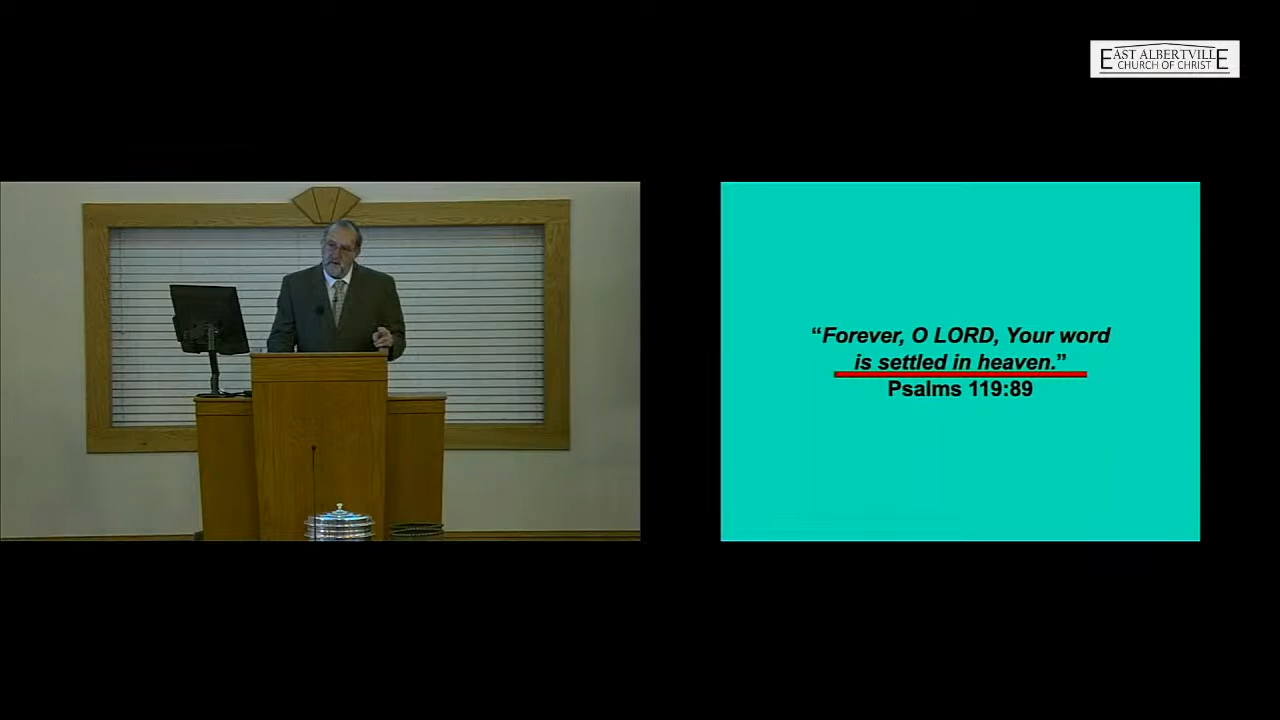 EAST ALBERTVILLE
CHURCH OF CHRIST
“Forever, O LORD, Your word
is settled in heaven.”
Psalms 119:89